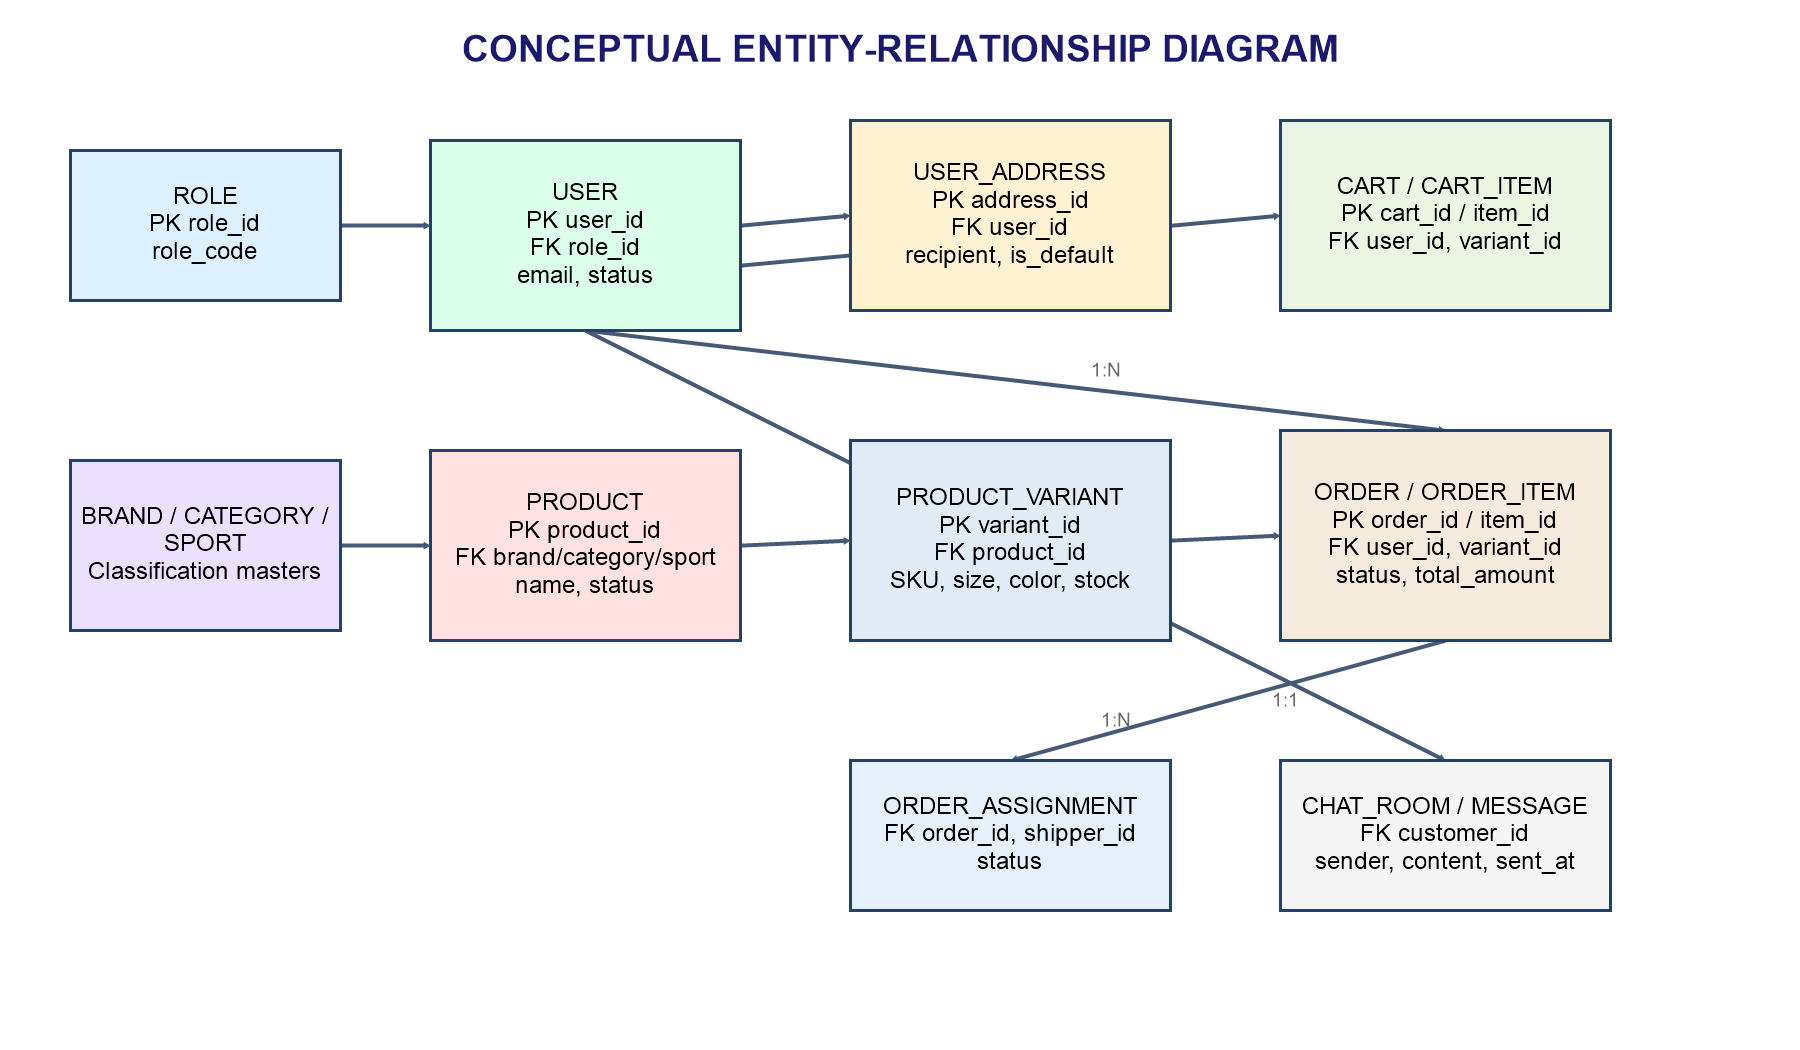 CONCEPTUAL ENTITY-RELATIONSHIP DIAGRAM
ROLE
PK role_id
role_code
USER
PK user_id
FK role_id
email, status
USER_ADDRESS
PK address_id
FK user_id
recipient, is_default
CART / CART_ITEM
PK cart_id / item_id
FK user_id, variant_id
1:N
BRAND / CATEGORY /
SPORT
Classification masters
PRODUCT
PK product_id
FK brand/category/sport
name, status
PRODUCT_VARIANT
PK variant_id
FK product_id
SKU, size, color, stock
ORDER / ORDER_ITEM
PK order_id / item_id
FK user_id, variant_id
status, total_amount
1:1
1:N
ORDER_ASSIGNMENT
FK order_id, shipper_id
status
CHAT_ROOM / MESSAGE
FK customer_id
sender, content, sent_at